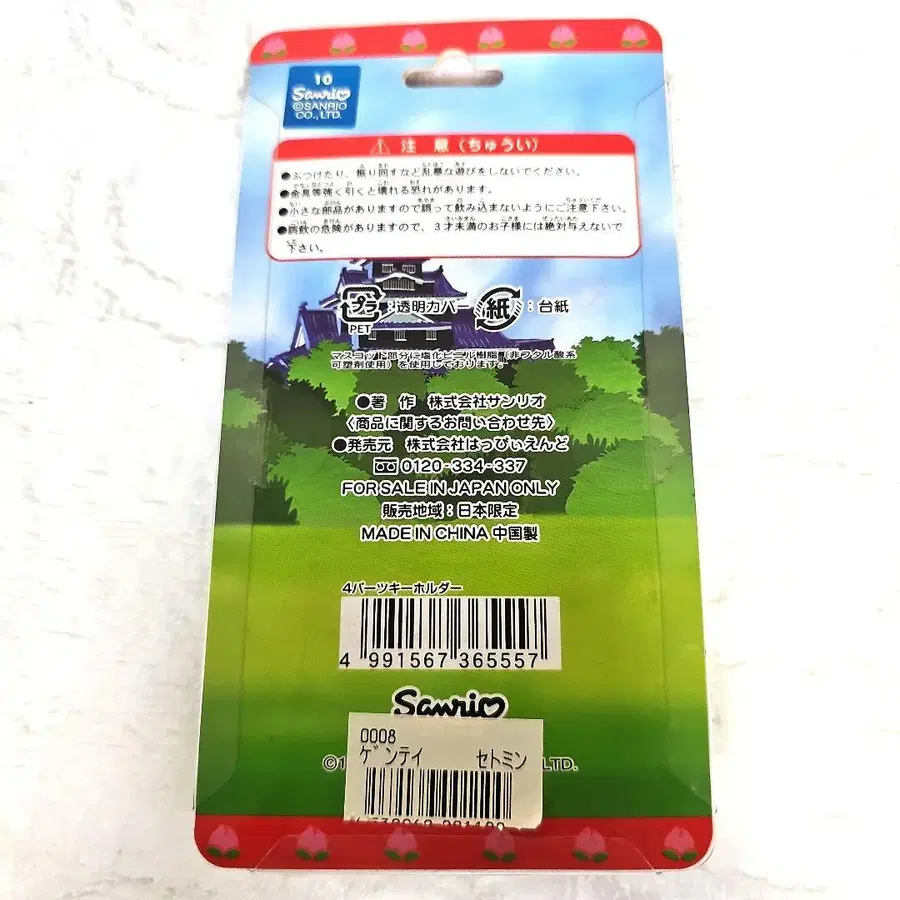 10
Sanrio
©SANRIO
CO., LTD.
⚠ 注 意(ちゅうい)
●ぶつけたり、振り回すなど乱暴な遊びをしないでください。
●金具等強く引くと壊れる恐れがあります。
●小さな部品がありますので誤って飲み込まないようにご注意下さい。
●誤飲の危険がありますので、3才未満のお子様には絶対与えないで
下さい。
プラ :透明カバー 紙 :台紙
PET
マスコット部分に塩化ビニル樹脂(非フタル酸系
可塑剤使用)を使用しております。
●著 作 株式会社サンリオ
〈商品に関するお問い合わせ先〉
●発売元 株式会社はっぴぃえんど
0120-334-337
FOR SALE IN JAPAN ONLY
販売地域:日本限定
MADE IN CHINA 中国製
4パーツキーホルダー
4 991567 365557
Sanrio
0008
ゲンテイ セトミン
©1 LTD.